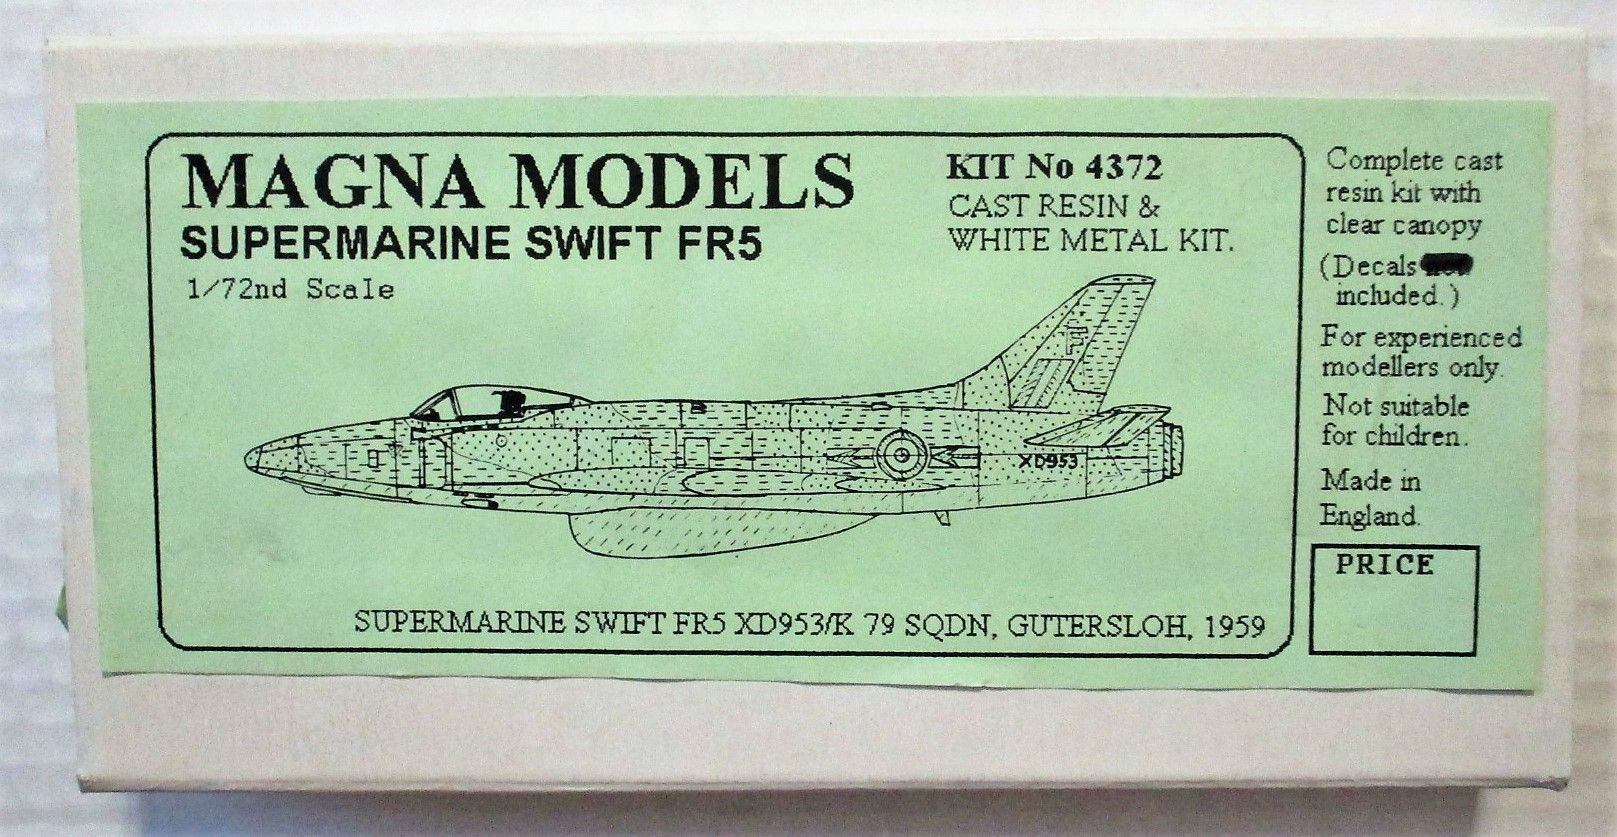 MAGNA MODELS
SUPERMARINE SWIFT FR5
1/72nd Scale
KIT No 4372
CAST RESIN &
WHITE METAL KIT.
XD953
SUPERMARINE SWIFT FR5 XD953/K 79 SQDN, GUTERSLOH, 1959
Complete cast
resin kit with
clear canopy
(Decals
included.)
For experienced
modellers only.
Not suitable
for children.
Made in
England.
PRICE